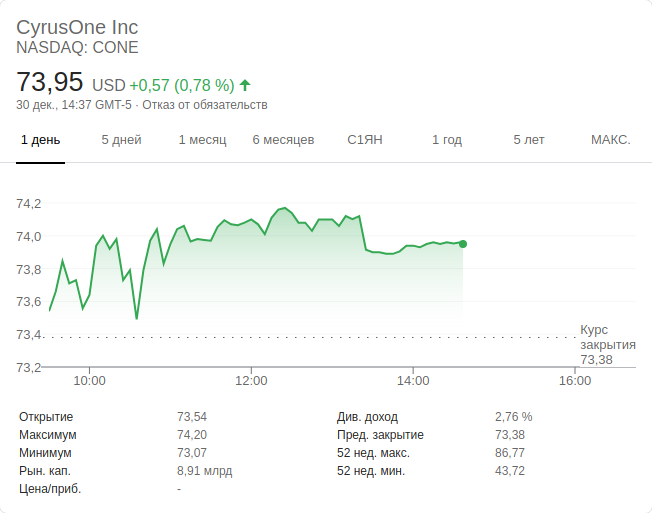 CyrusOne Inc
NASDAQ: CONE
73,95 USD +0,57 (0,78 %)
30 дек., 14:37 GMT-5 · Отказ от обязательств
1 день 5 дней 1 месяц 6 месяцев С1ЯН 1 год 5 лет МАКС.
74,2
74,0
73,8
73,6
73,4
73,2
Курс
закрытия
73,38
10:00 12:00 14:00 16:00
Открытие 73,54 Див. доход 2,76 %
Максимум 74,20 Пред. закрытие 73,38
Минимум 73,07 52 нед. макс. 86,77
Рын. кап. 8,91 млрд 52 нед. мин. 43,72
Цена/приб. -